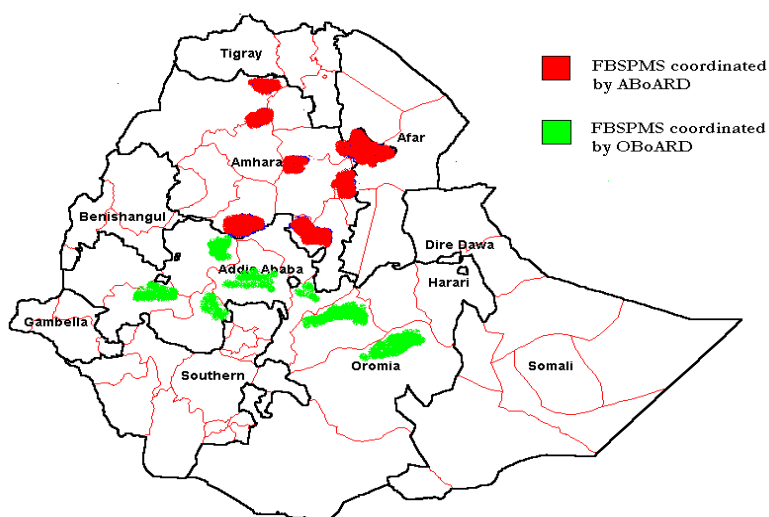 Tigray
FBSPMS coordinated
by ABoARD
Afar
FBSPMS coordinated
by OBoARD
Amhara
Benishangul
Dire Dawa
Addis Ababa
Harari
Gambella
Oromia
Somali
Southern